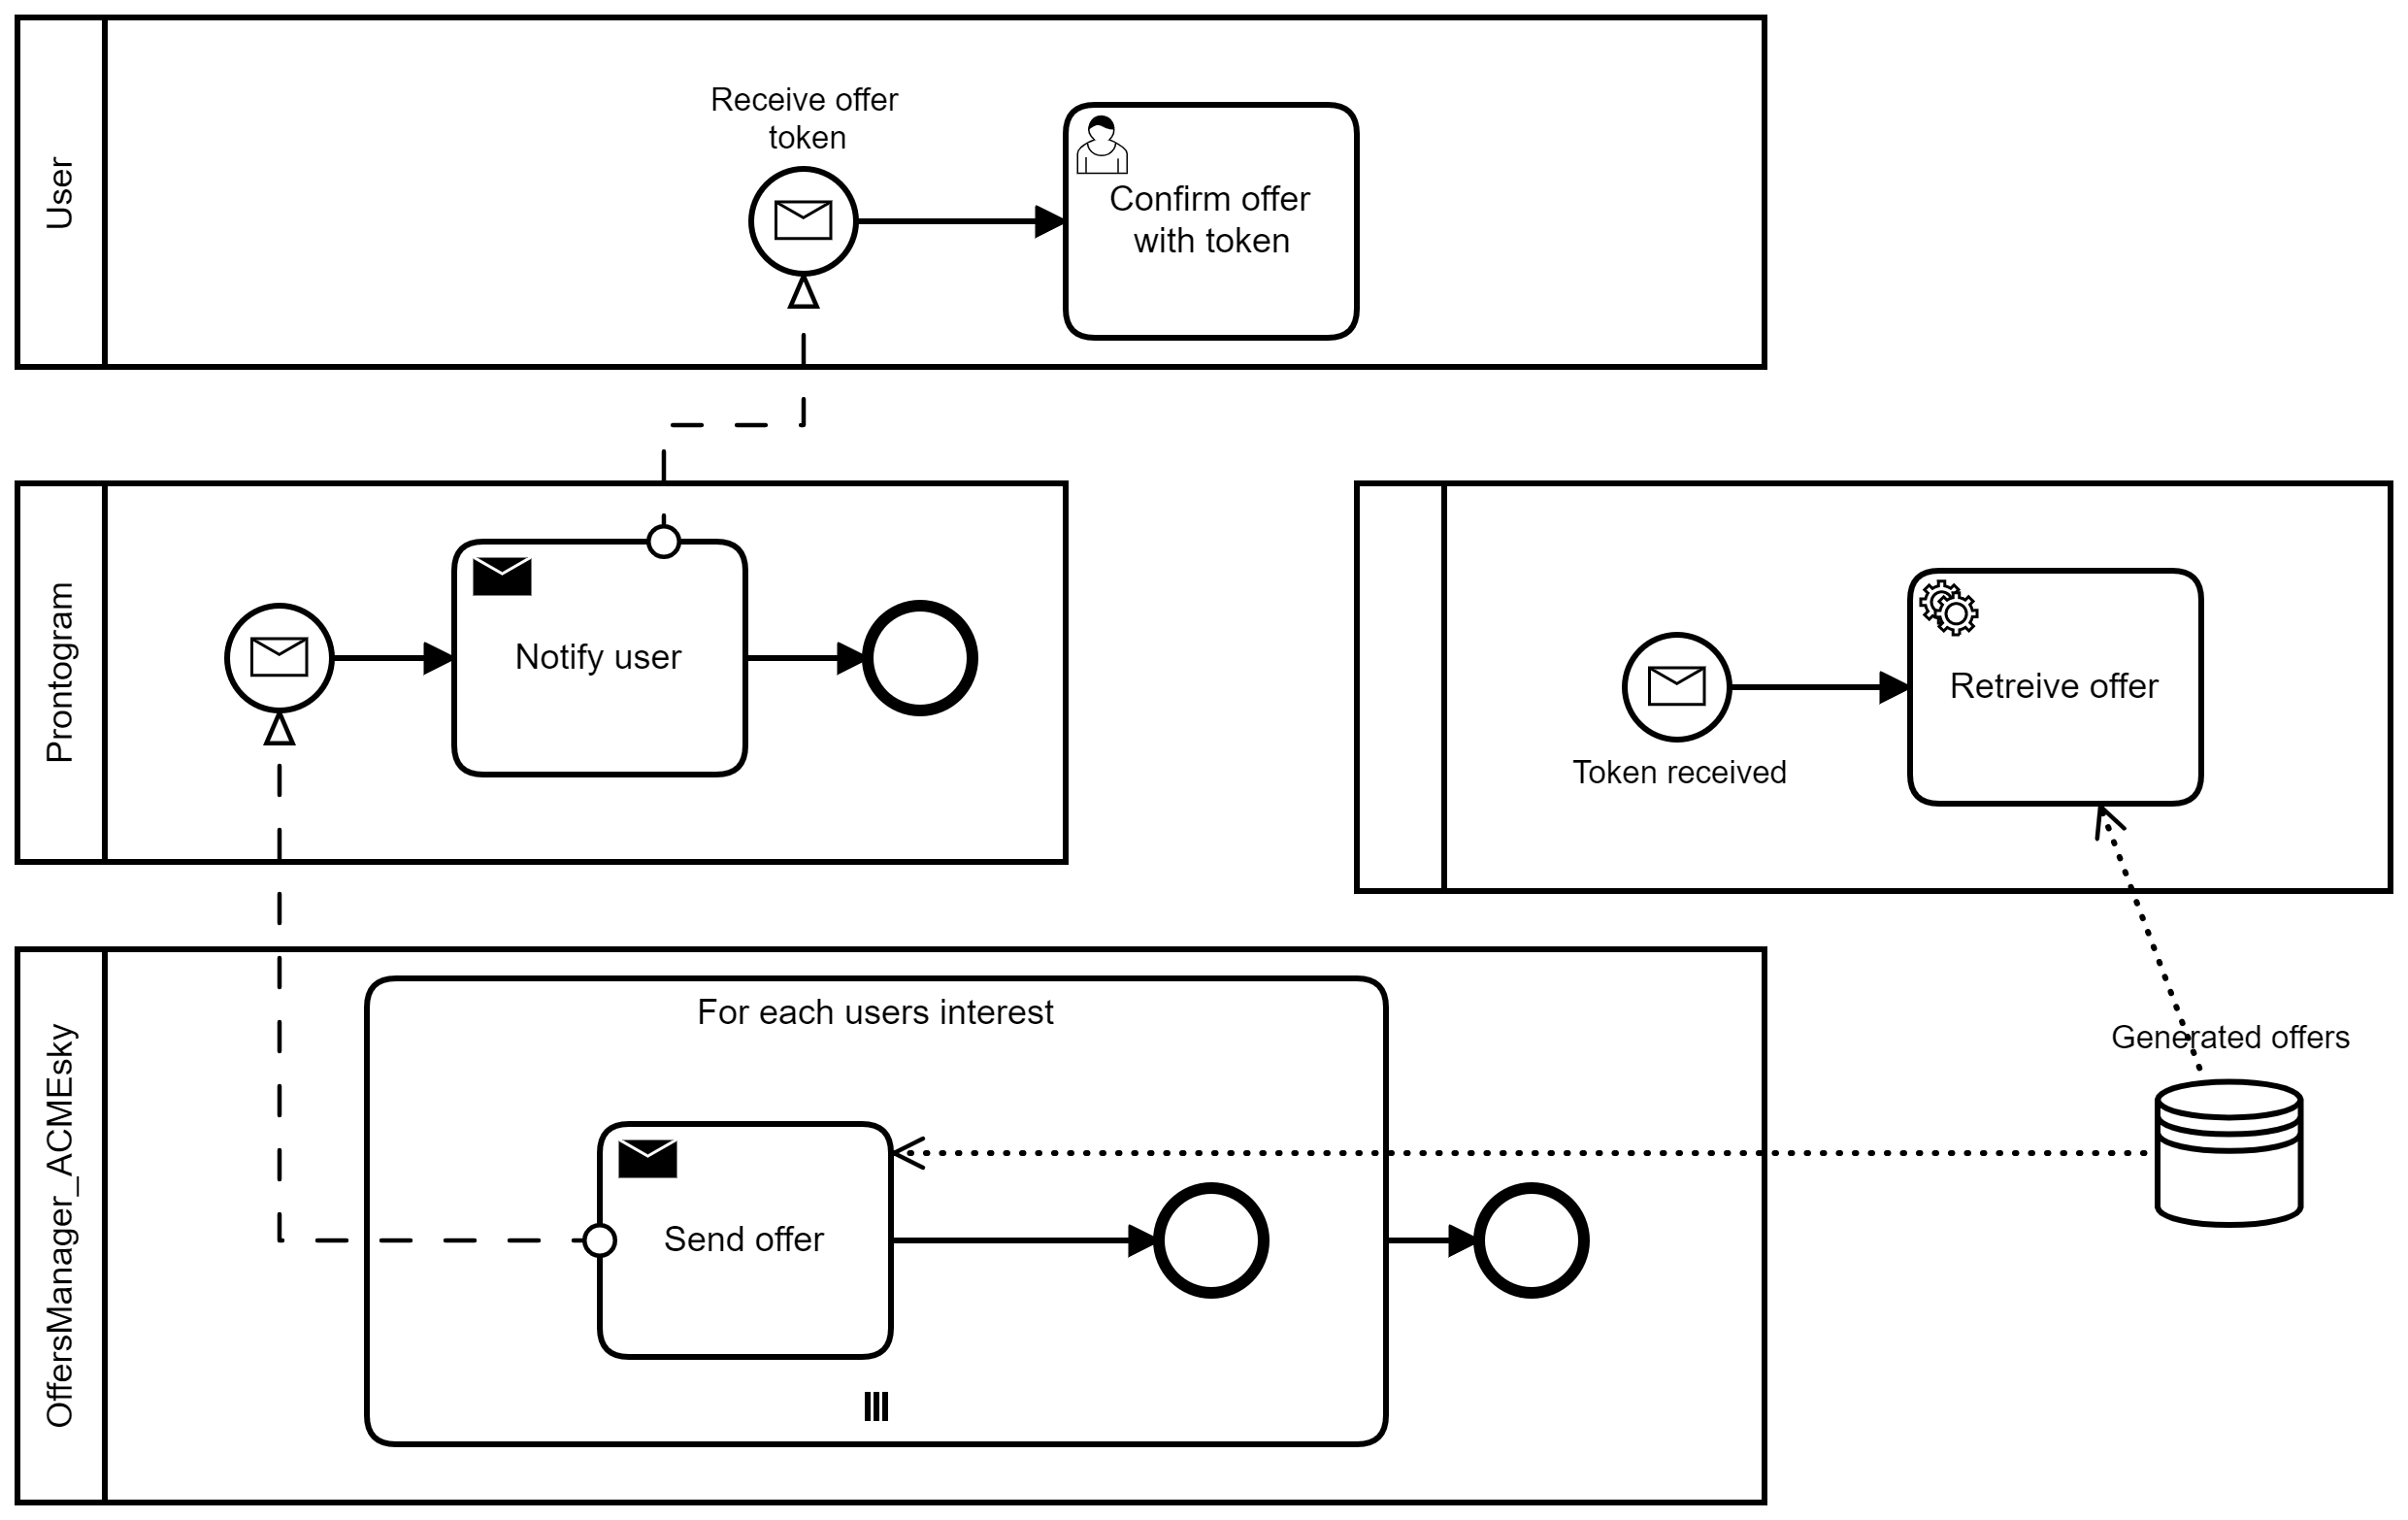 User
Receive offer
token
Confirm offer
with token
Prontogram
Notify user
Retreive offer
Token received
OffersManager_ACMEsky
For each users interest
Send offer
Generated offers